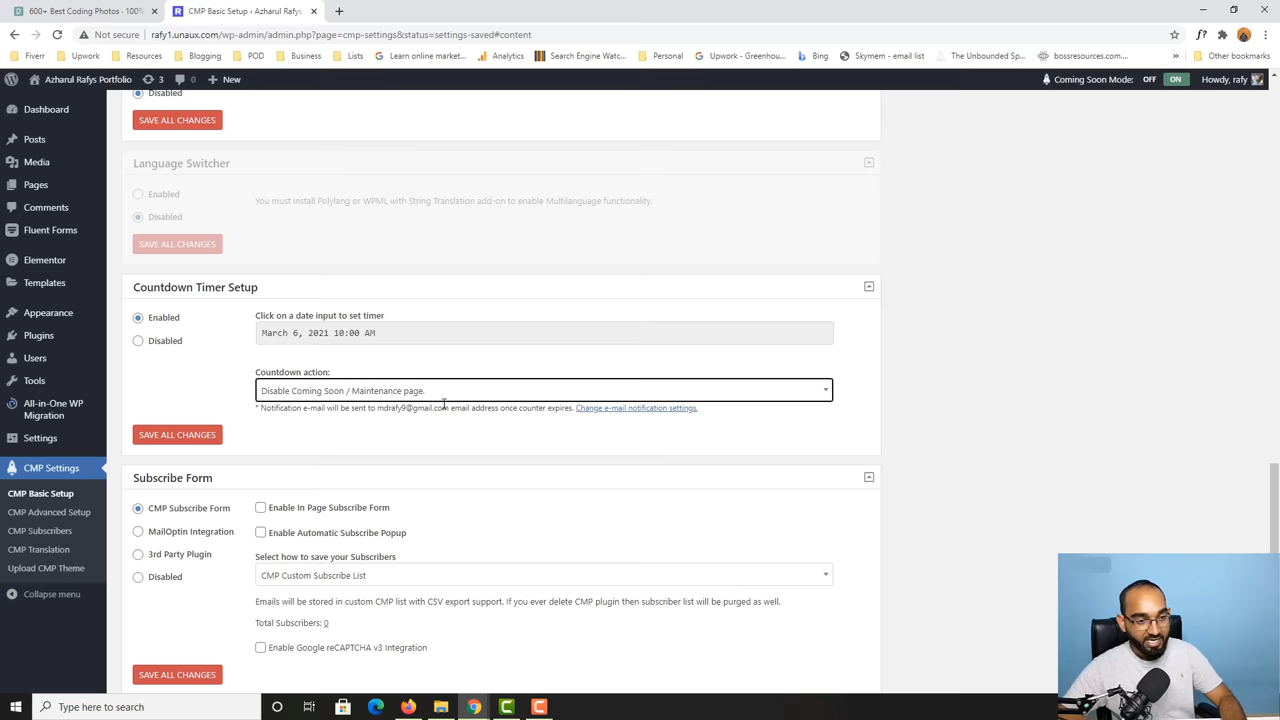 600+ Best Coding Photos · 100%
CMP Basic Setup ‹ Azharul Rafys
Not secure
rafy1.unaux.com/wp-admin/admin.php?page=cmp-settings&status=settings-saved#content
Fiverr
Upwork
Blogging
POD
Business
Lists
Learn online market...
Analytics
Search Engine Watc...
Personal
Upwork - Greenhou...
Bing
Skymem - email list
The Unbounded Sp...
bossresources.com...
»
Other bookmarks
Azharul Rafys Portfolio
3
0
New
Coming Soon Mode:
OFF
ON
Howdy, rafy
Dashboard
Posts
Media
Pages
Comments
Fluent Forms
Elementor
Templates
Appearance
Plugins
Users
Tools
All-in-One WP
Migration
Settings
CMP Settings
CMP Basic Setup
CMP Advanced Setup
CMP Subscribers
CMP Translation
Upload CMP Theme
Collapse menu
Disabled
SAVE ALL CHANGES
Language Switcher
Enabled
You must install Polylang or WPML with String Translation add-on to enable Multilanguage functionality.
Disabled
SAVE ALL CHANGES
Countdown Timer Setup
Enabled
Disabled
Click on a date input to set timer
March 6, 2021 10:00 AM
Countdown action:
Disable Coming Soon / Maintenance page.
* Notification e-mail will be sent to mdrafy9@gmail.com email address once counter expires. Change e-mail notification settings.
SAVE ALL CHANGES
Subscribe Form
CMP Subscribe Form
MailOptin Integration
3rd Party Plugin
Disabled
Enable In Page Subscribe Form
Enable Automatic Subscribe Popup
Select how to save your Subscribers
CMP Custom Subscribe List
Emails will be stored in custom CMP list with CSV export support. If you ever delete CMP plugin then subscriber list will be purged as well.
Total Subscribers: 0
Enable Google reCAPTCHA v3 Integration
SAVE ALL CHANGES
Type here to search